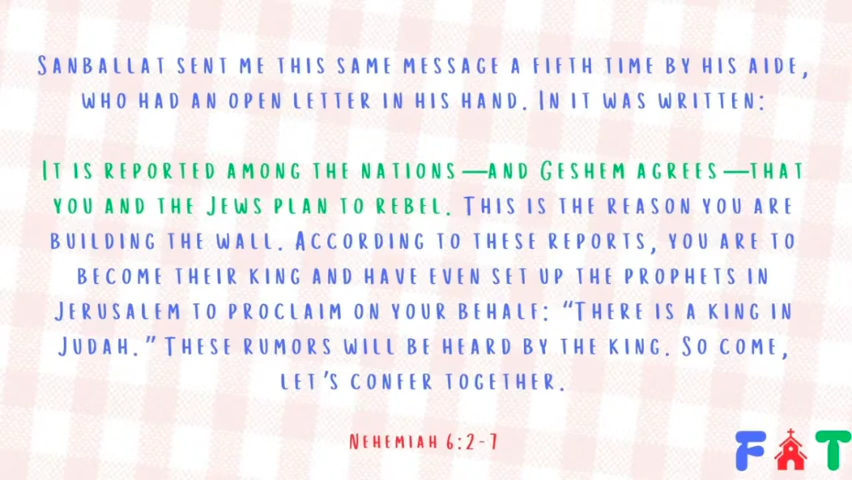 Sanballat sent me this same message a fifth time by his aide,
who had an open letter in his hand. In it was written:
It is reported among the nations—and Geshem agrees—that
you and the Jews plan to rebel. This is the reason you are
building the wall. According to these reports, you are to
become their king and have even set up the prophets in
Jerusalem to proclaim on your behalf: “There is a king in
Judah.” These rumors will be heard by the king. So come,
let’s confer together.
Nehemiah 6:2-7
FAT